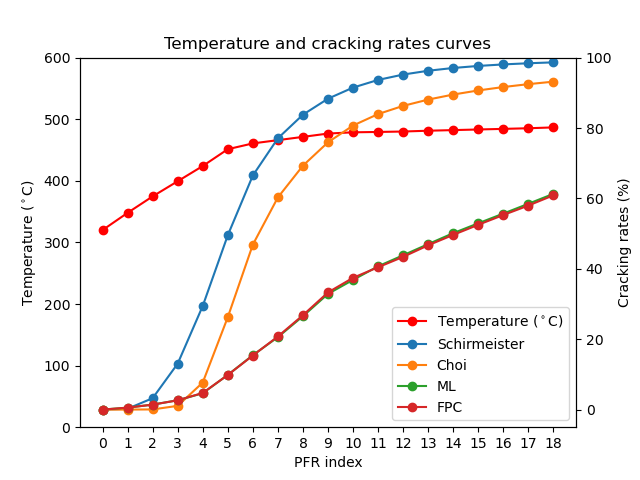 Temperature and cracking rates curves
600
500
400
300
200
100
0
Temperature (°C)
100
80
60
40
20
0
Cracking rates (%)
Temperature (°C)
Schirmeister
Choi
ML
FPC
0 1 2 3 4 5 6 7 8 9 10 11 12 13 14 15 16 17 18
PFR index